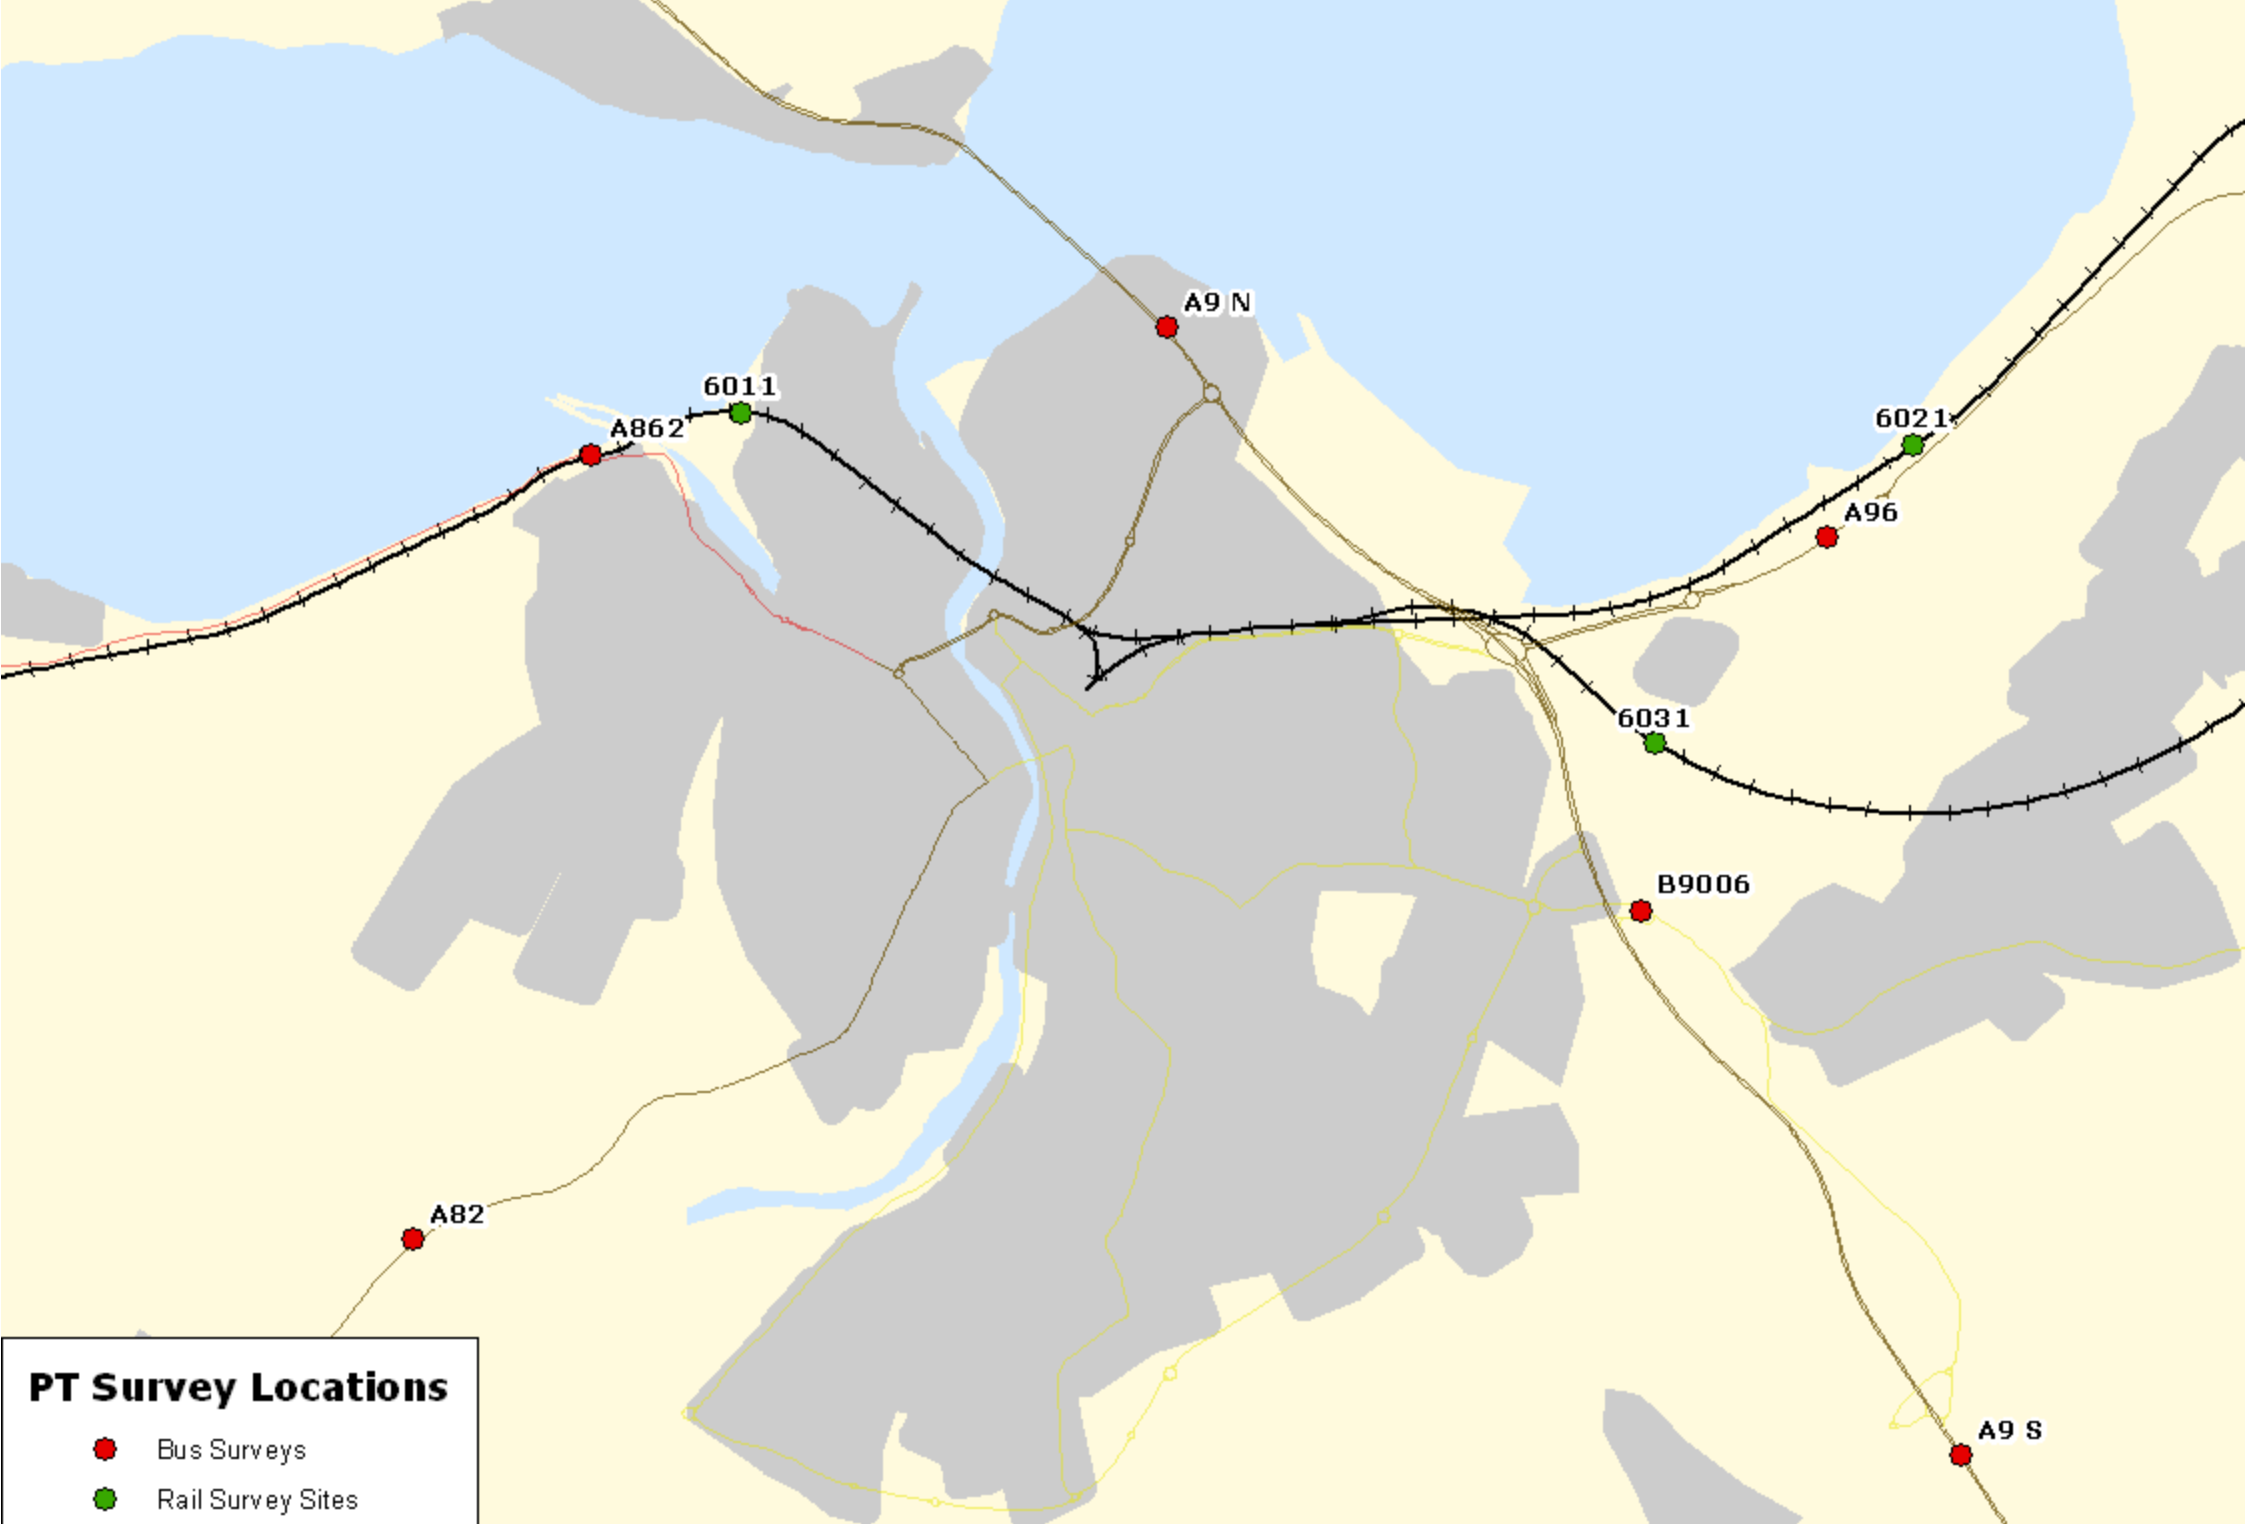 A9 N
6011
A862
6021
A96
6031
B9006
A82
A9 S
PT Survey Locations
Bus Surveys
Rail Survey Sites